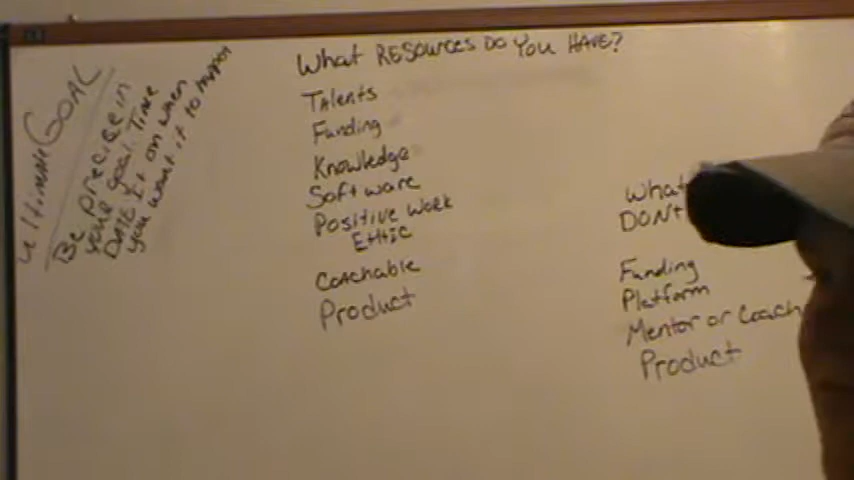 ULTIMATE GOAL
Be precise in
your goal. Time
DATE It on when
you want it to happen
What RESources Do You HAVE?
Talents
Funding
Knowledge
Software
Positive Work
Ethic
Coachable
Product
What
DON'T
Funding
Platform
Mentor or Coach
Product